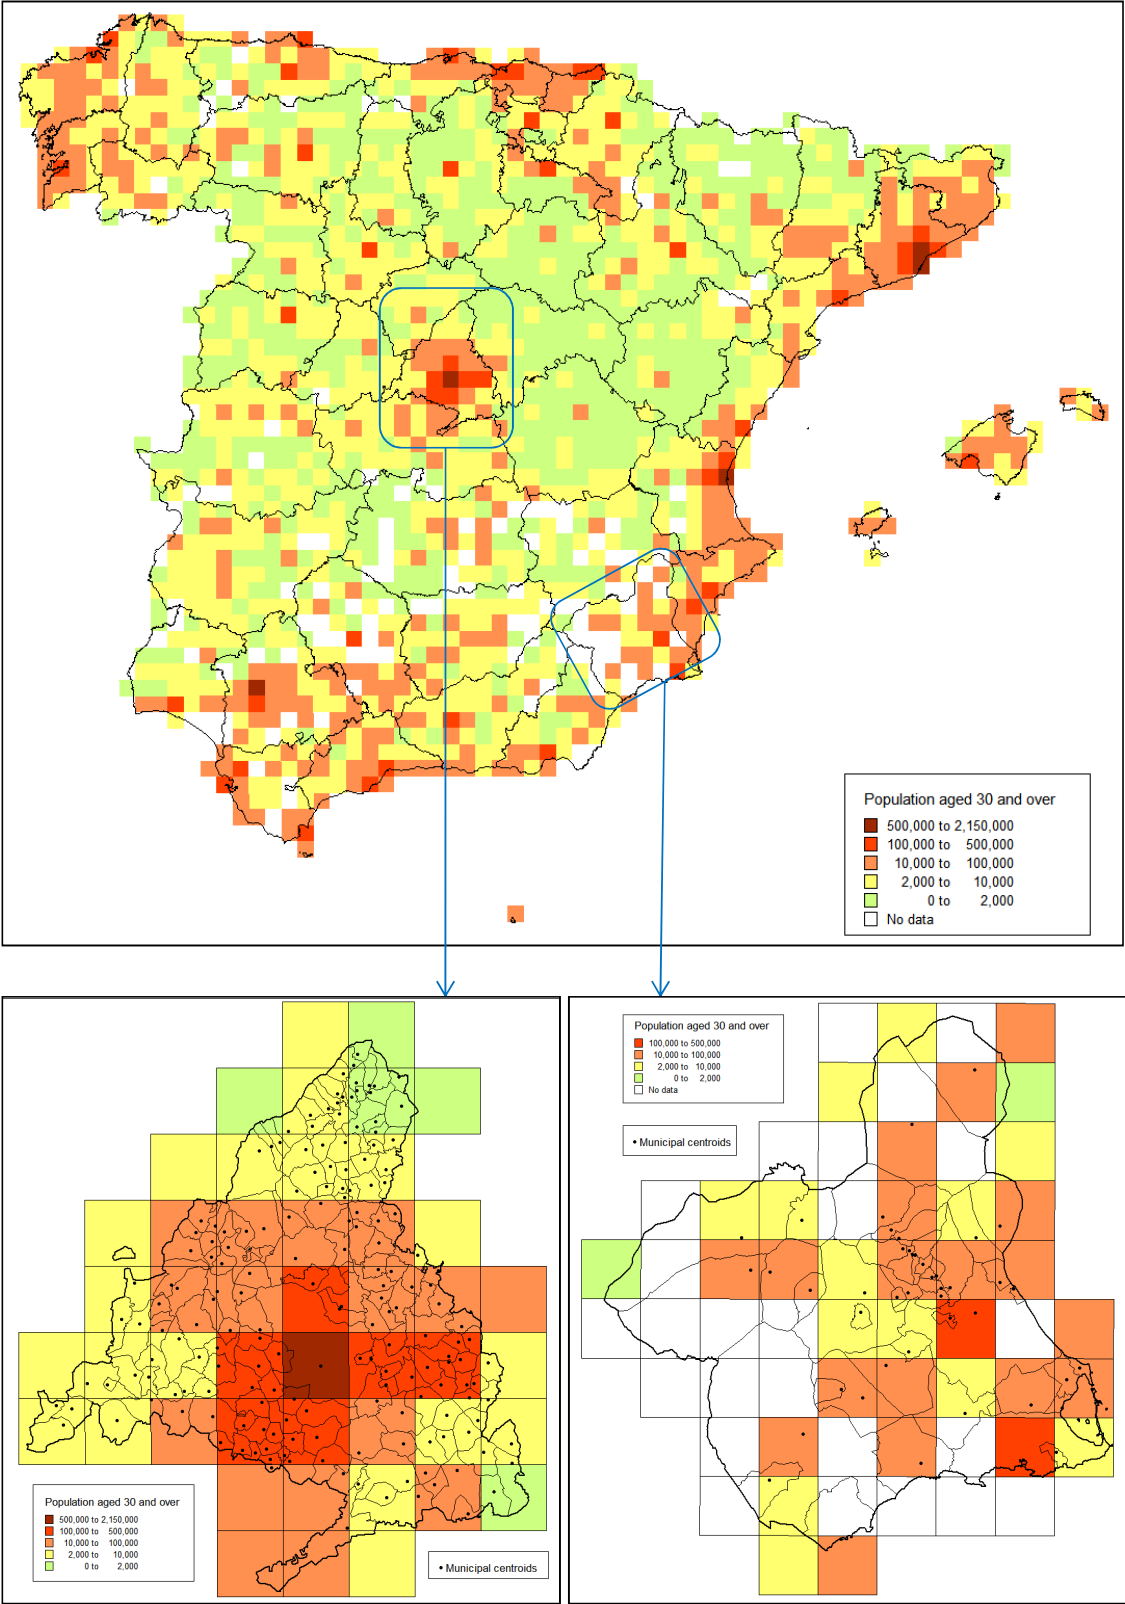 Population aged 30 and over
500,000 to 2,150,000
100,000 to 500,000
10,000 to 100,000
2,000 to 10,000
0 to 2,000
No data
Population aged 30 and over
500,000 to 2,150,000
100,000 to 500,000
10,000 to 100,000
2,000 to 10,000
0 to 2,000
Municipal centroids
Population aged 30 and over
100,000 to 500,000
10,000 to 100,000
2,000 to 10,000
0 to 2,000
No data
Municipal centroids